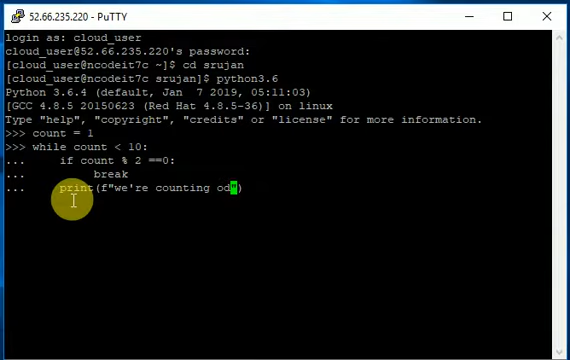 52.66.235.220 - PuTTY
login as: cloud_user
cloud_user@52.66.235.220's password:
[cloud_user@ncodeit7c ~]$ cd srujan
[cloud_user@ncodeit7c srujan]$ python3.6
Python 3.6.4 (default, Jan  7 2019, 05:11:03)
[GCC 4.8.5 20150623 (Red Hat 4.8.5-36)] on linux
Type "help", "copyright", "credits" or "license" for more information.
>>> count = 1
>>> while count < 10:
...     if count % 2 ==0:
...         break
...     print(f"we're counting od")